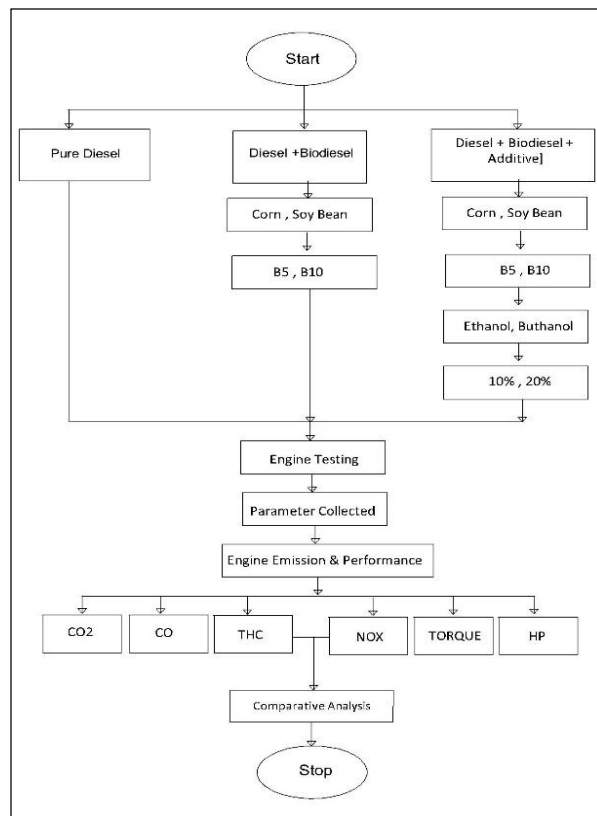 Start
Pure Diesel
Diesel +Biodiesel
Diesel + Biodiesel +
Additive]
Corn , Soy Bean
Corn , Soy Bean
B5 , B10
B5 , B10
Ethanol, Buthanol
10% , 20%
Engine Testing
Parameter Collected
Engine Emission & Performance
CO2
CO
THC
NOX
TORQUE
HP
Comparative Analysis
Stop